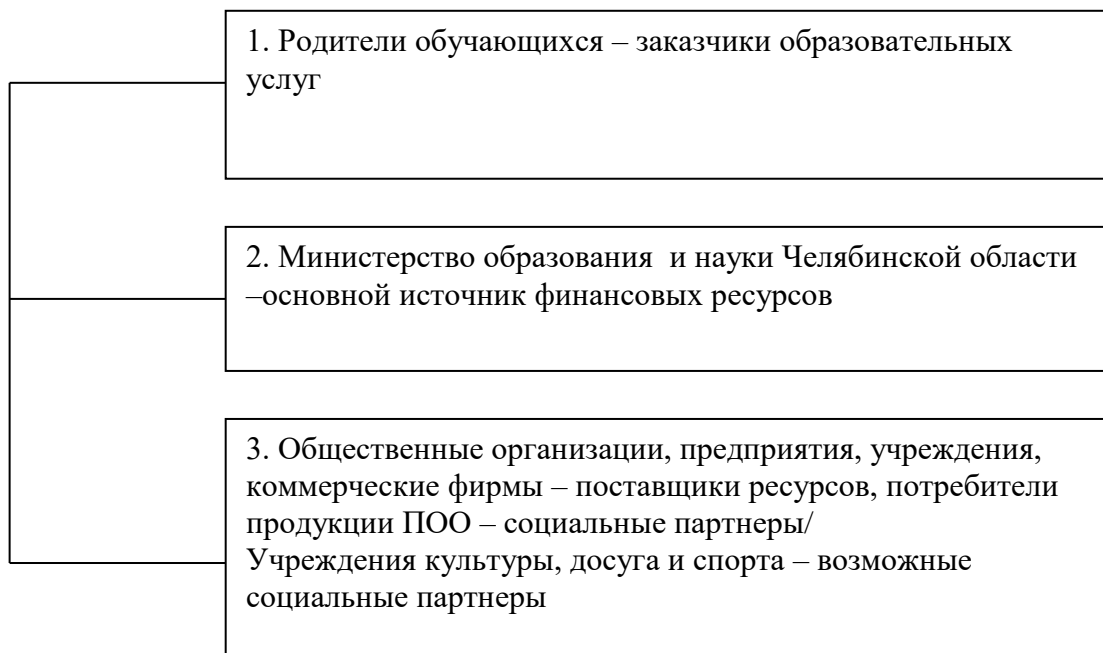 1. Родители обучающихся – заказчики образовательных
услуг
2. Министерство образования  и науки Челябинской области
–основной источник финансовых ресурсов
3. Общественные организации, предприятия, учреждения,
коммерческие фирмы – поставщики ресурсов, потребители
продукции ПОО – социальные партнеры/
Учреждения культуры, досуга и спорта – возможные
социальные партнеры